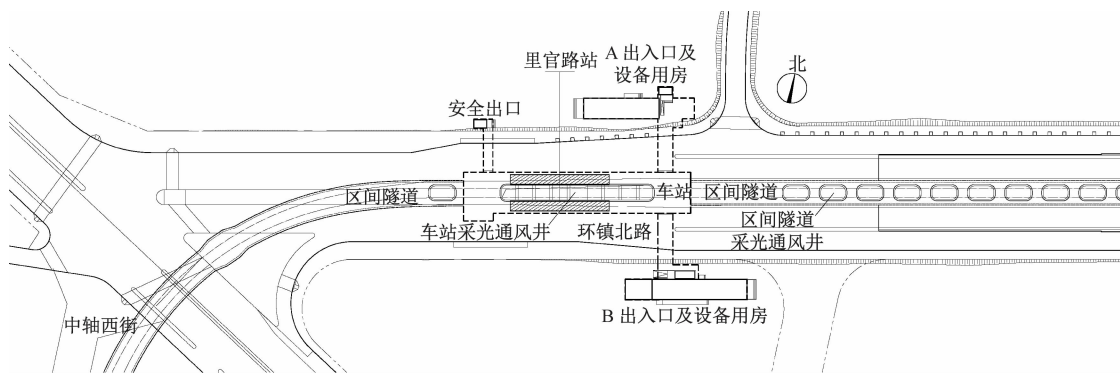 里官路站
A 出入口及
设备用房
北
安全出口
区间隧道
车站
区间隧道
区间隧道
采光通风井
车站采光通风井
环镇北路
中轴西街
B 出入口及设备用房